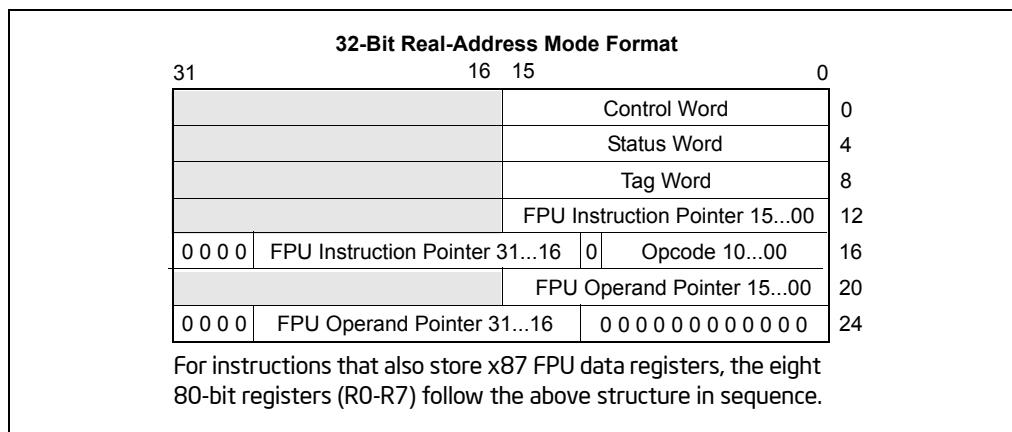 32-Bit Real-Address Mode Format
31 16 15 0
Control Word 0
Status Word 4
Tag Word 8
FPU Instruction Pointer 15...00 12
0 0 0 0 FPU Instruction Pointer 31...16 0 Opcode 10...00 16
FPU Operand Pointer 15...00 20
0 0 0 0 FPU Operand Pointer 31...16 0 0 0 0 0 0 0 0 0 0 0 0 24
For instructions that also store x87 FPU data registers, the eight
80-bit registers (R0-R7) follow the above structure in sequence.